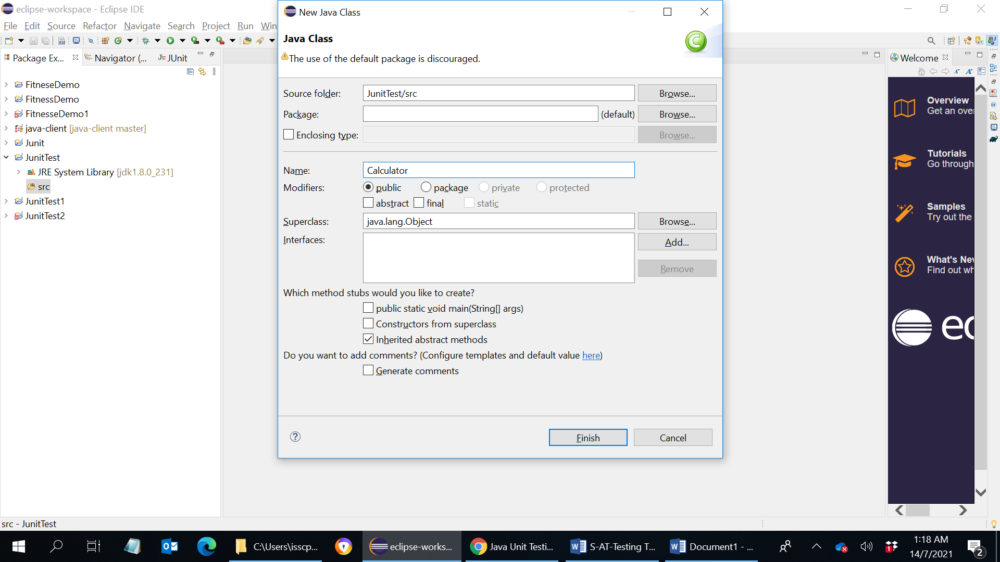 eclipse-workspace - Eclipse IDE
File Edit Source Refactor Navigate Search Project Run Win
Package Ex...
Navigator (...
JUnit
FitneseDemo
FitnessDemo
FitnesseDemo1
java-client [java-client master]
Junit
JunitTest
JRE System Library [jdk1.8.0_231]
src
JunitTest1
JunitTest2
src - JunitTest
New Java Class
Java Class
The use of the default package is discouraged.
Source folder: JunitTest/src Browse...
Package: (default) Browse...
Enclosing type: Browse...
Name: Calculator
Modifiers: public package private protected
abstract final static
Superclass: java.lang.Object Browse...
Interfaces: Add...
Remove
Which method stubs would you like to create?
public static void main(String[] args)
Constructors from superclass
Inherited abstract methods
Do you want to add comments? (Configure templates and default value here)
Generate comments
Finish Cancel
Welcome
Overview
Get an over
Tutorials
Go through
Samples
Try out the
What's New
Find out wh
ec
C:\Users\isscp...
eclipse-works...
Java Unit Testi...
S-AT-Testing T...
Document1 - ...
1:18 AM
14/7/2021
1
2